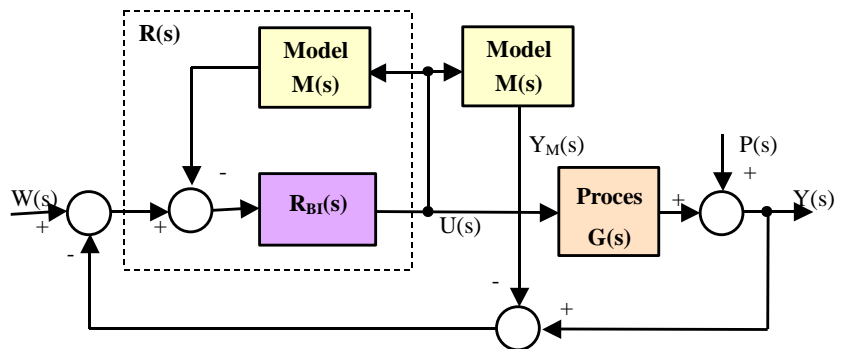 R(s)
Model
M(s)
Model
M(s)
-
Y_M(s)
P(s)
+
W(s)
+
-
+
R_BI(s)
U(s)
Proces
G(s)
+
Y(s)
-
+